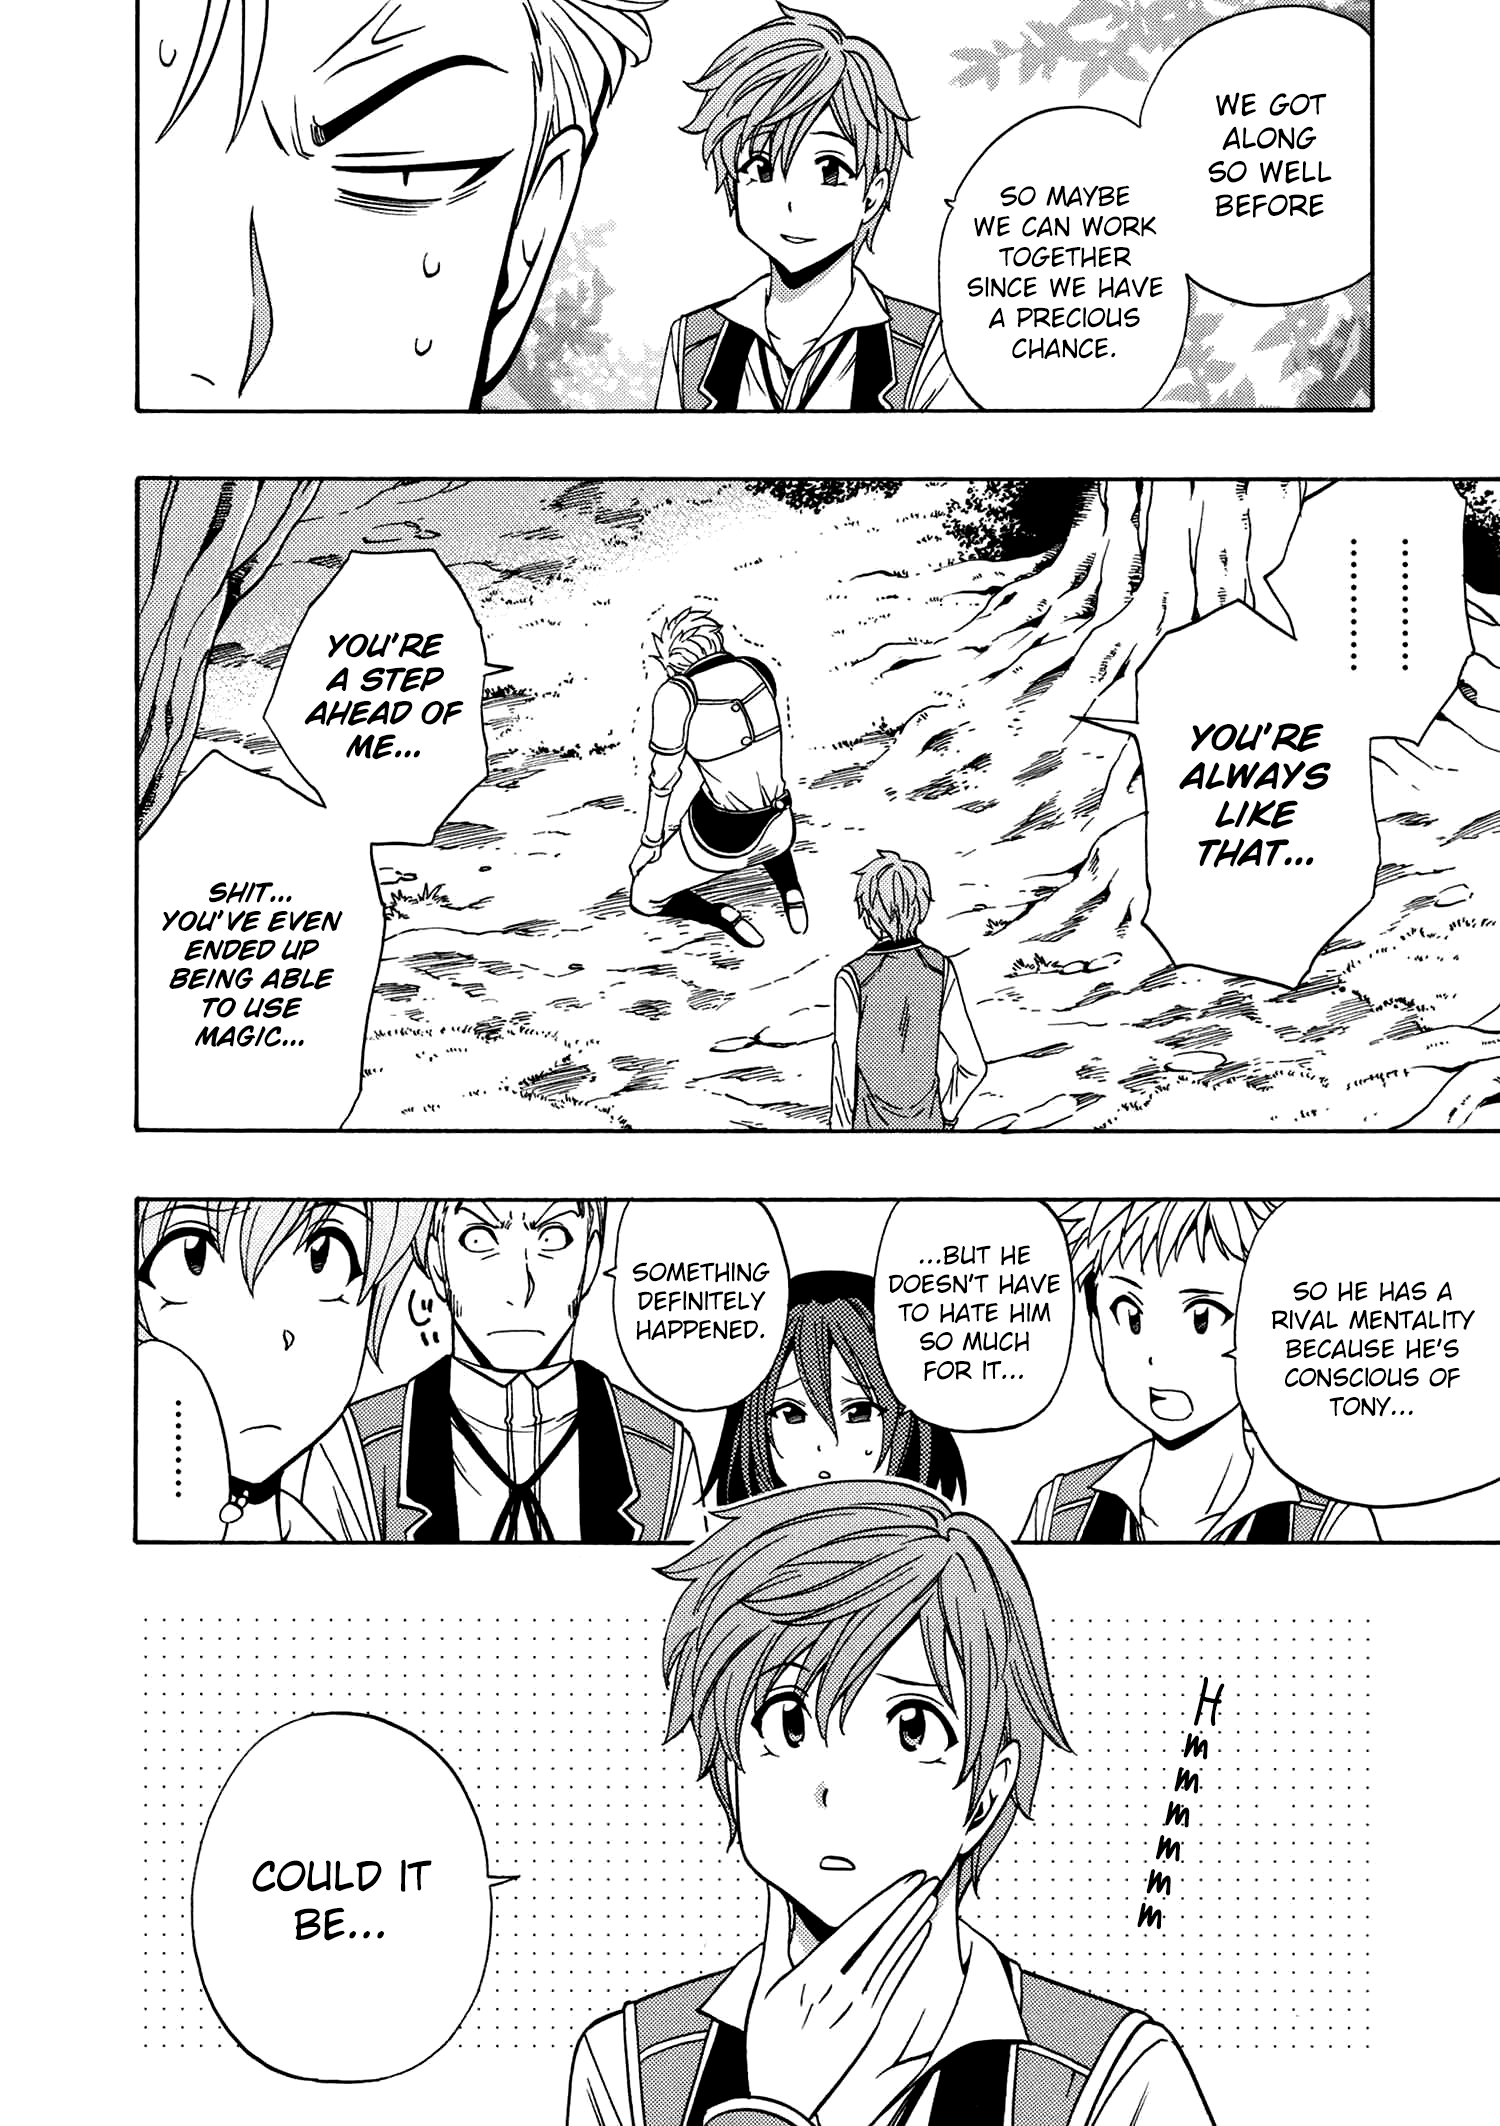 WE GOT
ALONG
SO WELL
BEFORE
SO MAYBE
WE CAN WORK
TOGETHER
SINCE WE HAVE
A PRECIOUS
CHANCE.
YOU'RE
ALWAYS
LIKE
THAT...
YOU'RE
A STEP
AHEAD OF
ME...
SHIT...
YOU'VE EVEN
ENDED UP
BEING ABLE
TO USE
MAGIC...
SO HE HAS A
RIVAL MENTALITY
BECAUSE HE'S
CONSCIOUS OF
TONY...
...BUT HE
DOESN'T HAVE
TO HATE HIM
SO MUCH
FOR IT...
SOMETHING
DEFINITELY
HAPPENED.
じい
Hmmmmmm
COULD IT
BE...